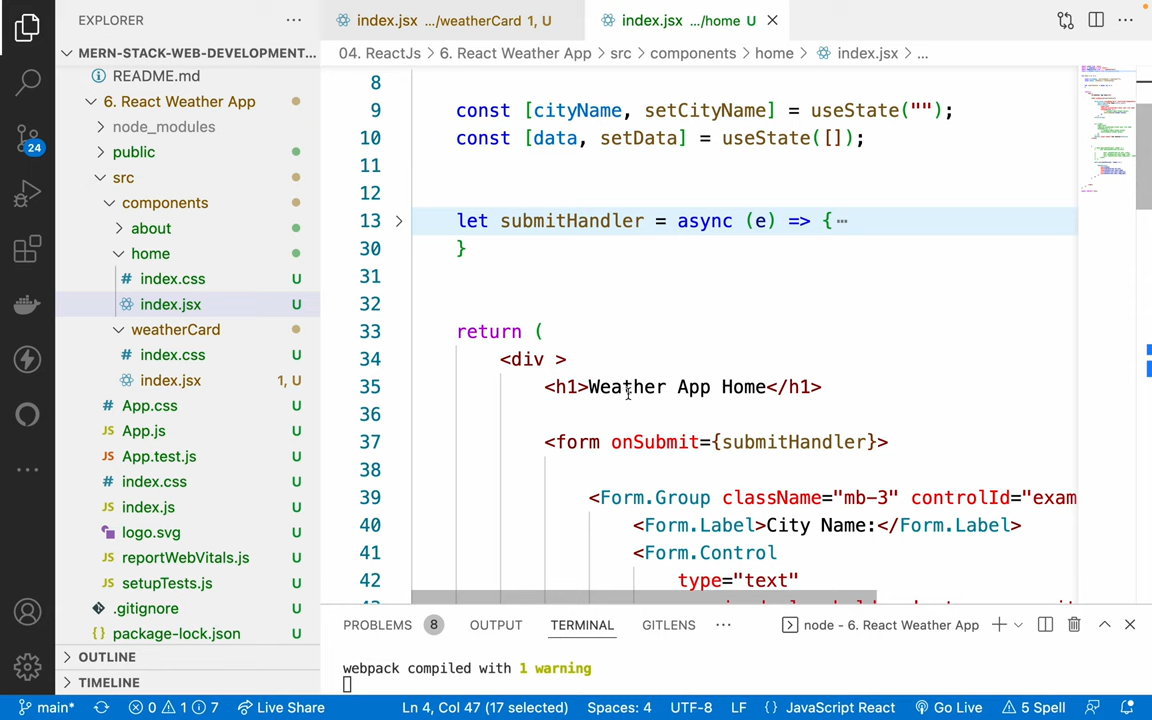 EXPLORER
index.jsx .../weatherCard 1, U
index.jsx .../home U
MERN-STACK-WEB-DEVELOPMENT...
04. ReactJs > 6. React Weather App > src > components > home > index.jsx > ...
README.md
6. React Weather App
node_modules
public
src
components
about
home
index.css U
index.jsx U
weatherCard
index.css U
index.jsx 1, U
App.css U
App.js U
App.test.js U
index.css U
index.js U
logo.svg U
reportWebVitals.js U
setupTests.js U
.gitignore U
package-lock.json U
OUTLINE
TIMELINE
24
8
9 const [cityName, setCityName] = useState("");
10 const [data, setData] = useState([]);
11
12
13 let submitHandler = async (e) => {…
30 }
31
32
33 return (
34 <div >
35 <h1>Weather App Home</h1>
36
37 <form onSubmit={submitHandler}>
38
39 <Form.Group className="mb-3" controlId="exam
40 <Form.Label>City Name:</Form.Label>
41 <Form.Control
42 type="text"
PROBLEMS 8 OUTPUT TERMINAL GITLENS ... node - 6. React Weather App
webpack compiled with 1 warning
main* 0 1 7 Live Share Ln 4, Col 47 (17 selected) Spaces: 4 UTF-8 LF {} JavaScript React Go Live 5 Spell